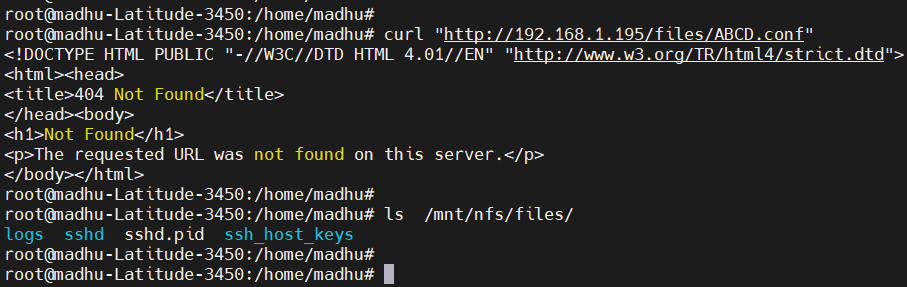 root@madhu-Latitude-3450:/home/madhu#
root@madhu-Latitude-3450:/home/madhu# curl "http://192.168.1.195/files/ABCD.conf"
<!DOCTYPE HTML PUBLIC "-//W3C//DTD HTML 4.01//EN" "http://www.w3.org/TR/html4/strict.dtd">
<html><head>
<title>404 Not Found</title>
</head><body>
<h1>Not Found</h1>
<p>The requested URL was not found on this server.</p>
</body></html>
root@madhu-Latitude-3450:/home/madhu#
root@madhu-Latitude-3450:/home/madhu# ls  /mnt/nfs/files/
logs  sshd  sshd.pid  ssh_host_keys
root@madhu-Latitude-3450:/home/madhu#
root@madhu-Latitude-3450:/home/madhu#